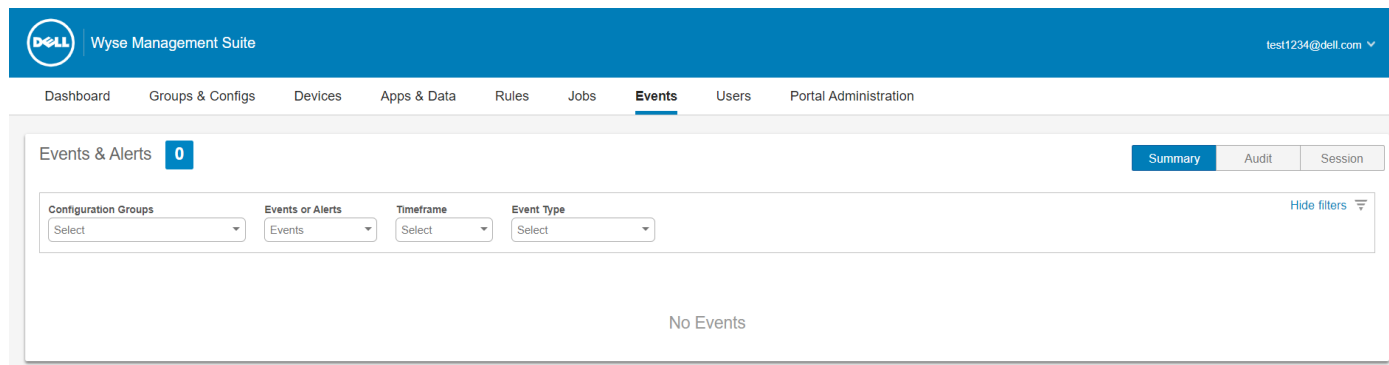 DELL Wyse Management Suite test1234@dell.com
Dashboard Groups & Configs Devices Apps & Data Rules Jobs Events Users Portal Administration
Events & Alerts 0 Summary Audit Session
Configuration Groups Events or Alerts Timeframe Event Type Hide filters
Select Events Select Select
No Events